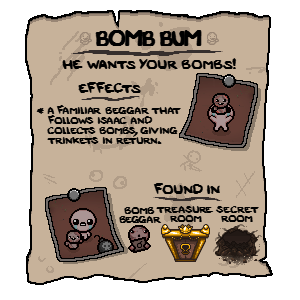 BOMB BUM
HE WANTS YOUR BOMBS!
EFFECTS
* A FAMILIAR BEGGAR THAT
FOLLOWS ISAAC AND
COLLECTS BOMBS, GIVING
TRINKETS IN RETURN.
FOUND IN
BOMB BEGGAR
TREASURE ROOM
SECRET ROOM